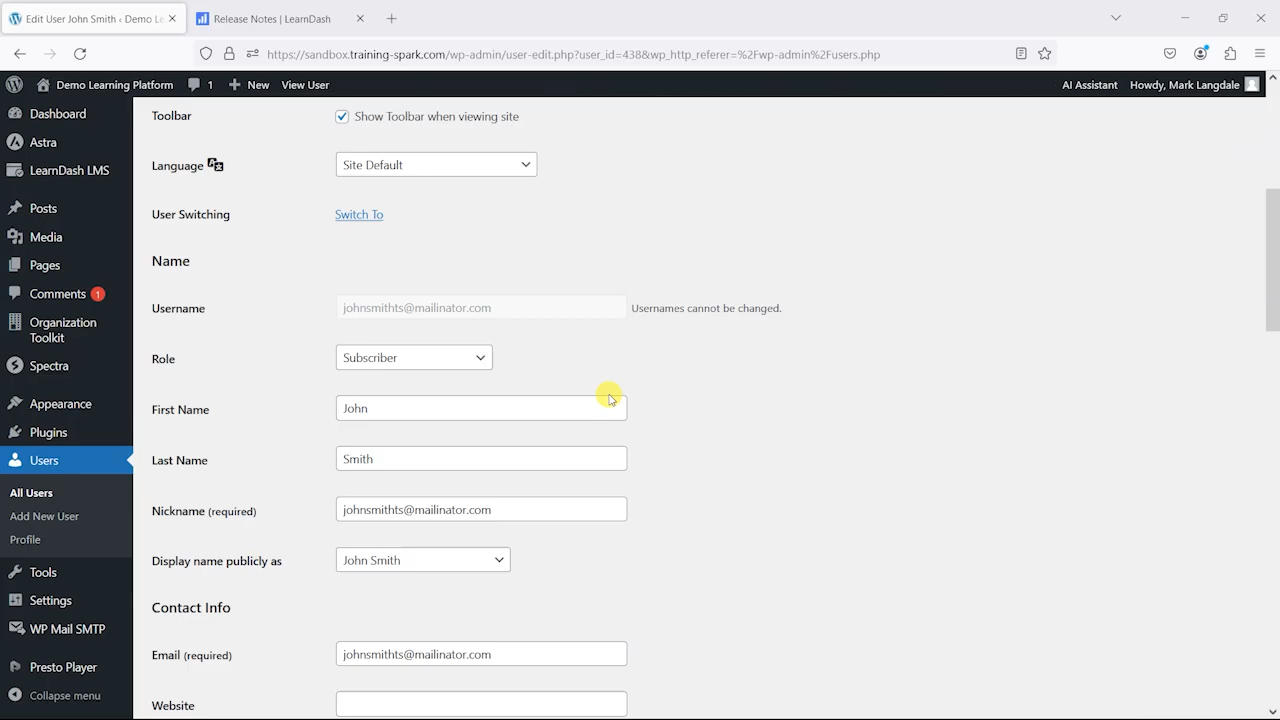 Edit User John Smith ‹ Demo Le
Release Notes | LearnDash
https://sandbox.training-spark.com/wp-admin/user-edit.php?user_id=438&wp_http_referer=%2Fwp-admin%2Fusers.php
Demo Learning Platform
1
New
View User
AI Assistant
Howdy, Mark Langdale
Dashboard
Astra
LearnDash LMS
Posts
Media
Pages
Comments 1
Organization
Toolkit
Spectra
Appearance
Plugins
Users
All Users
Add New User
Profile
Tools
Settings
WP Mail SMTP
Presto Player
Collapse menu
Toolbar
Show Toolbar when viewing site
Language
Site Default
User Switching
Switch To
Name
Username
johnsmithts@mailinator.com
Usernames cannot be changed.
Role
Subscriber
First Name
John
Last Name
Smith
Nickname (required)
johnsmithts@mailinator.com
Display name publicly as
John Smith
Contact Info
Email (required)
johnsmithts@mailinator.com
Website